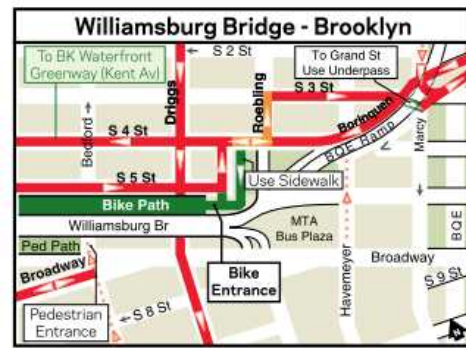 Williamsburg Bridge - Brooklyn
To BK Waterfront
Greenway (Kent Av)
S 2 St
To Grand St
Use Underpass
Driggs
Roebling
S 3 St
Borinquen
Marcy
Bedford
S 4 St
BQE Ramp
S 5 St
Use Sidewalk
Bike Path
Williamsburg Br
MTA
Bus Plaza
Havemeyer
BQE
Ped Path
Broadway
Broadway
Bike
Entrance
S 9 St
S 8 St
Pedestrian
Entrance
N